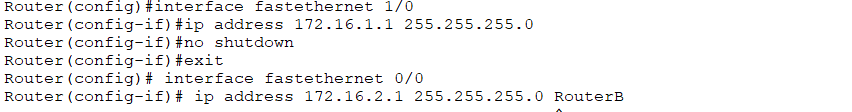 Router(config)#interface fastethernet 1/0
Router(config-if)#ip address 172.16.1.1 255.255.255.0
Router(config-if)#no shutdown
Router(config-if)#exit
Router(config)# interface fastethernet 0/0
Router(config-if)# ip address 172.16.2.1 255.255.255.0 RouterB
^